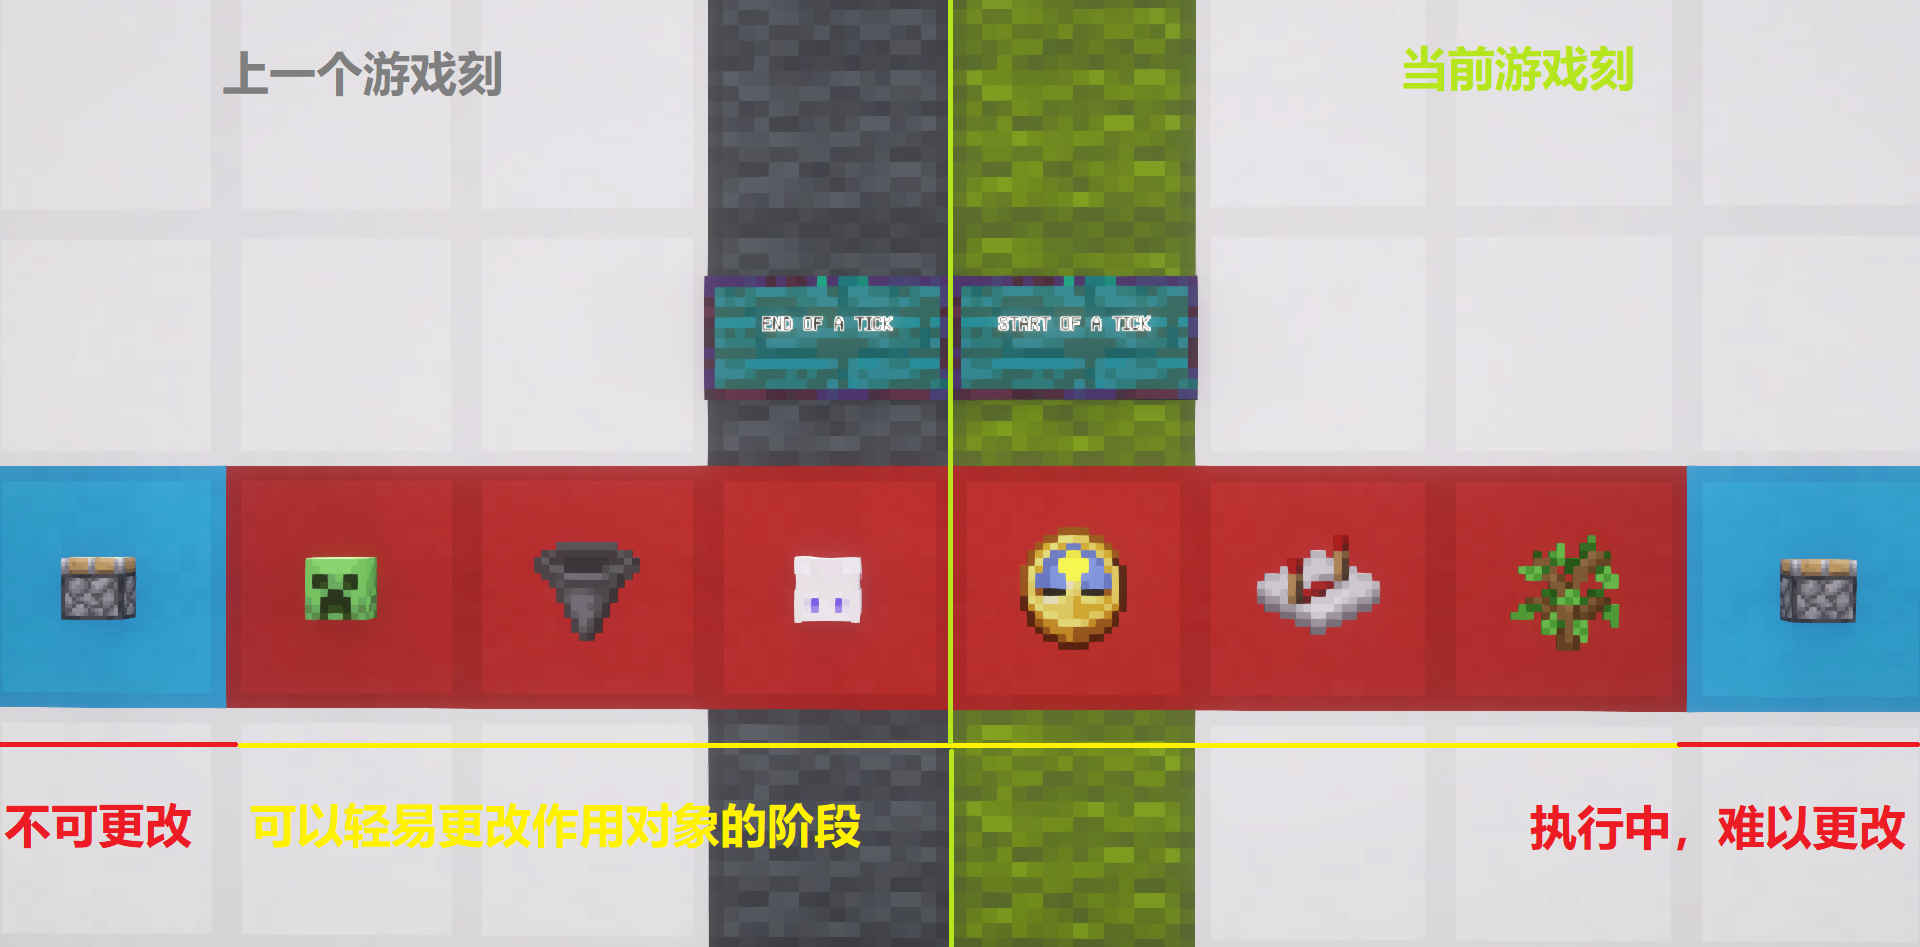 上一个游戏刻
当前游戏刻
END OF A TICK
START OF A TICK
不可更改
可以轻易更改作用对象的阶段
执行中，难以更改